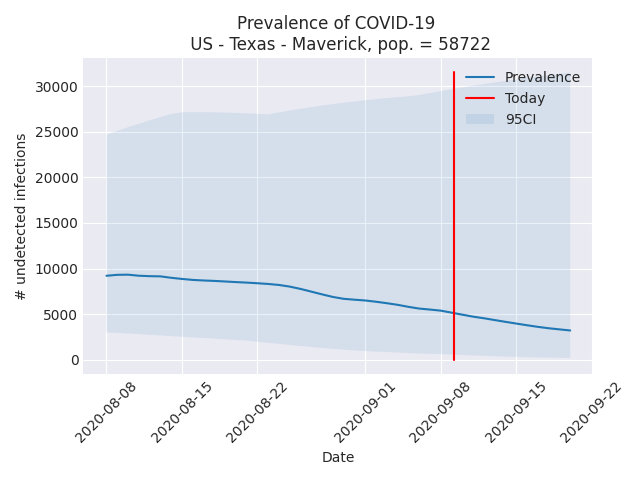 Prevalence of COVID-19
US - Texas - Maverick, pop. = 58722
30000
25000
20000
15000
10000
5000
0
# undetected infections
Prevalence
Today
95CI
2020-08-08
2020-08-15
2020-08-22
2020-09-01
2020-09-08
2020-09-15
2020-09-22
Date